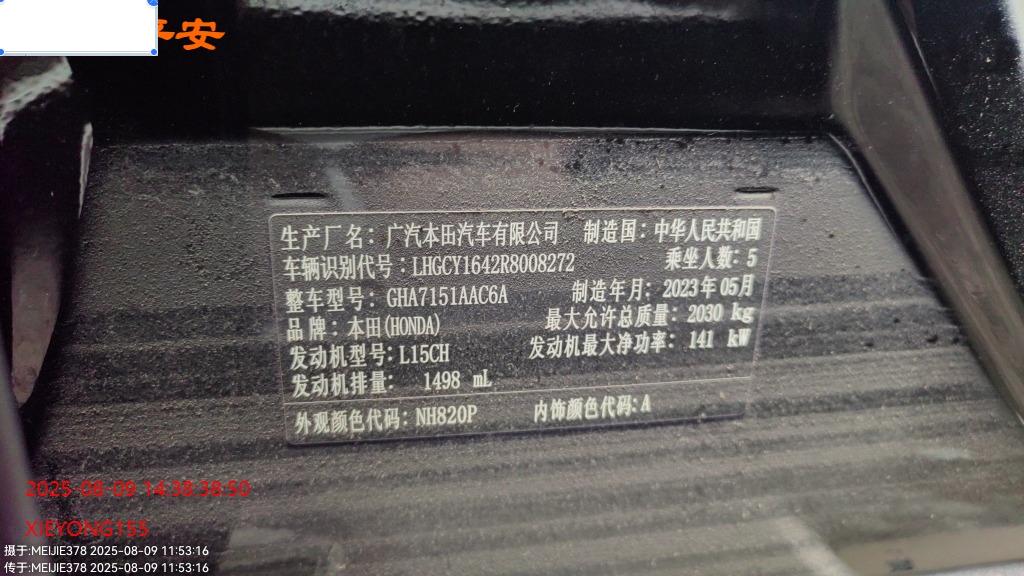 平安
生产厂名：广汽本田汽车有限公司 制造国：中华人民共和国
车辆识别代号：LHGCY1642R8008272 乘坐人数：5
整车型号：GHA7151AAC6A 制造年月：2023年05月
品牌：本田(HONDA) 最大允许总质量：2030 kg
发动机型号：L15CH 发动机最大净功率：141 kW
发动机排量：1498 mL
外观颜色代码：NH820P 内饰颜色代码：A
2025-08-09 14:38:38:50
XIEYONG155
摄于:MEIJIE378 2025-08-09 11:53:16
传于:MEIJIE378 2025-08-09 11:53:16